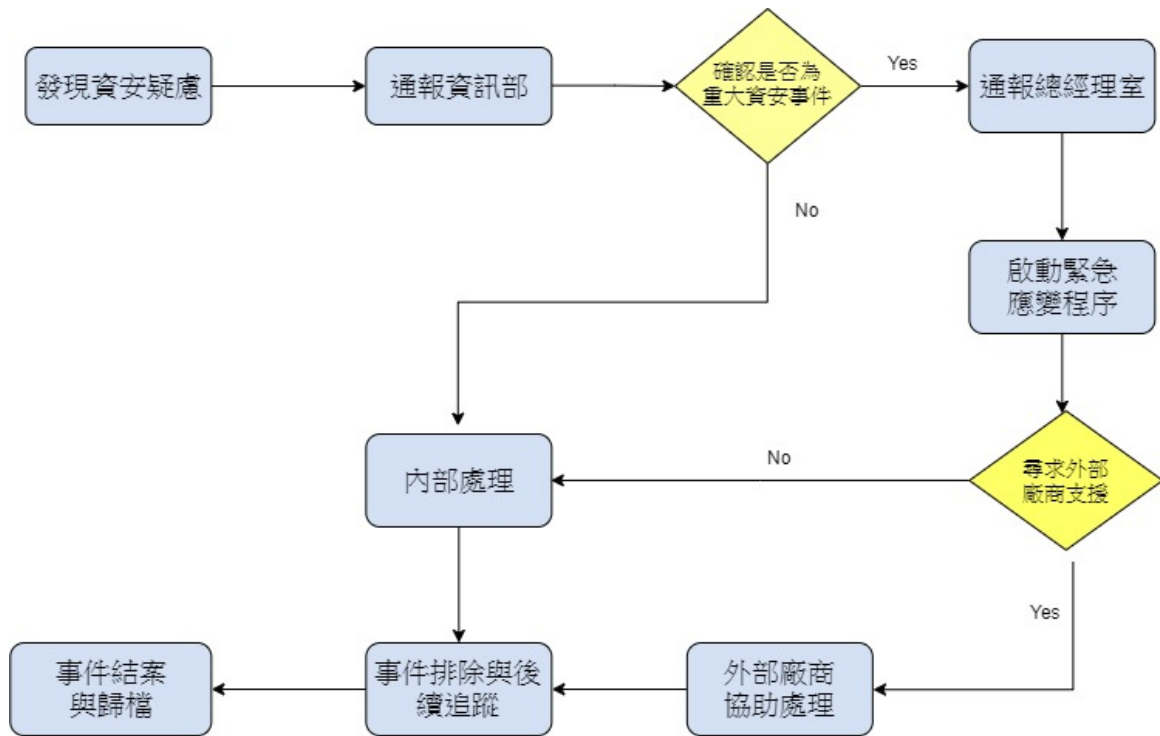 發現資安疑慮
通報資訊部
確認是否為
重大資安事件
Yes
通報總經理室
No
啟動緊急
應變程序
尋求外部
廠商支援
No
內部處理
Yes
外部廠商
協助處理
事件排除與後
續追蹤
事件結案
與歸檔